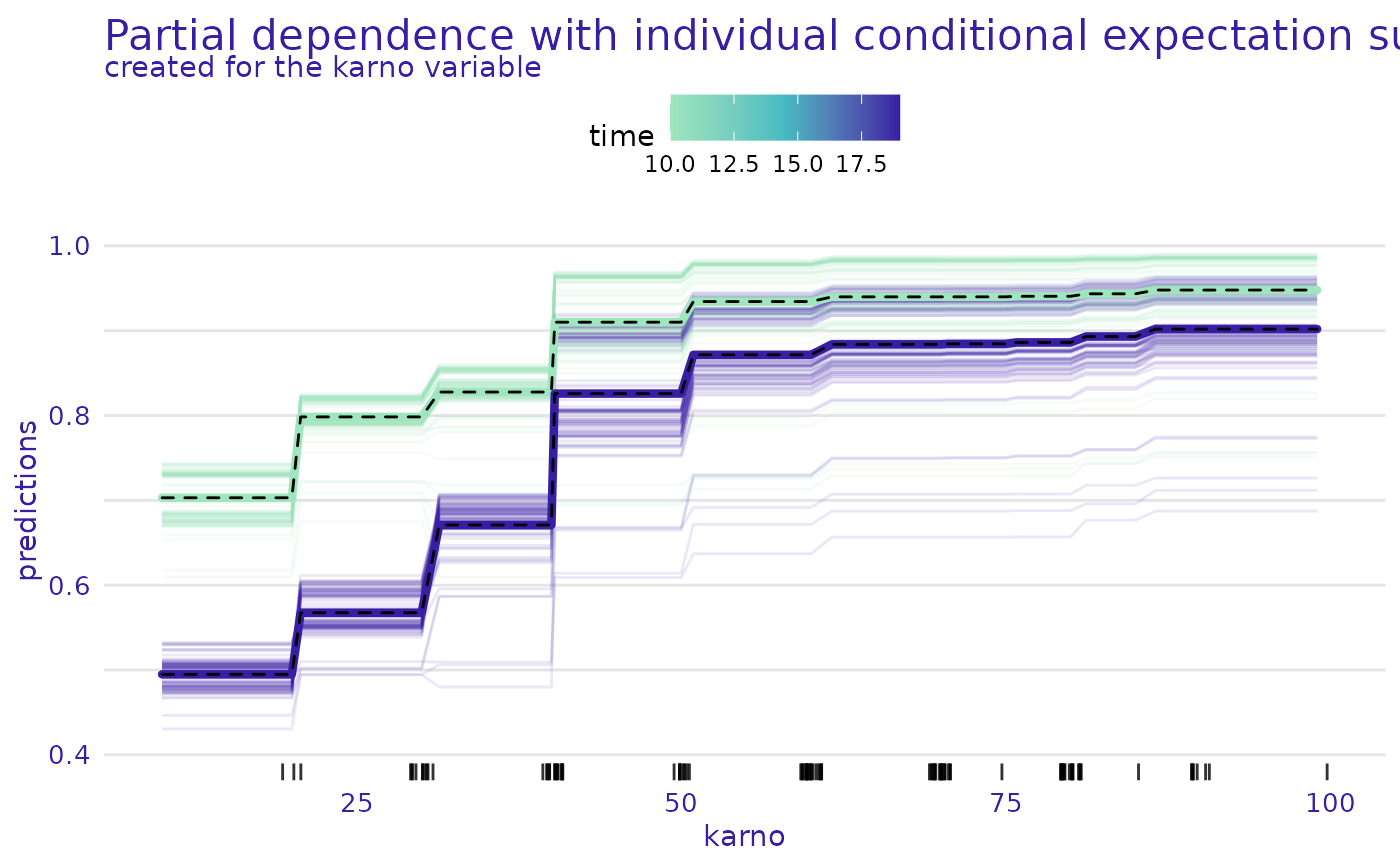 Partial dependence with individual conditional expectation su
created for the karno variable
time
10.0 12.5 15.0 17.5
1.0
0.8
0.6
0.4
predictions
25 50 75 100
karno